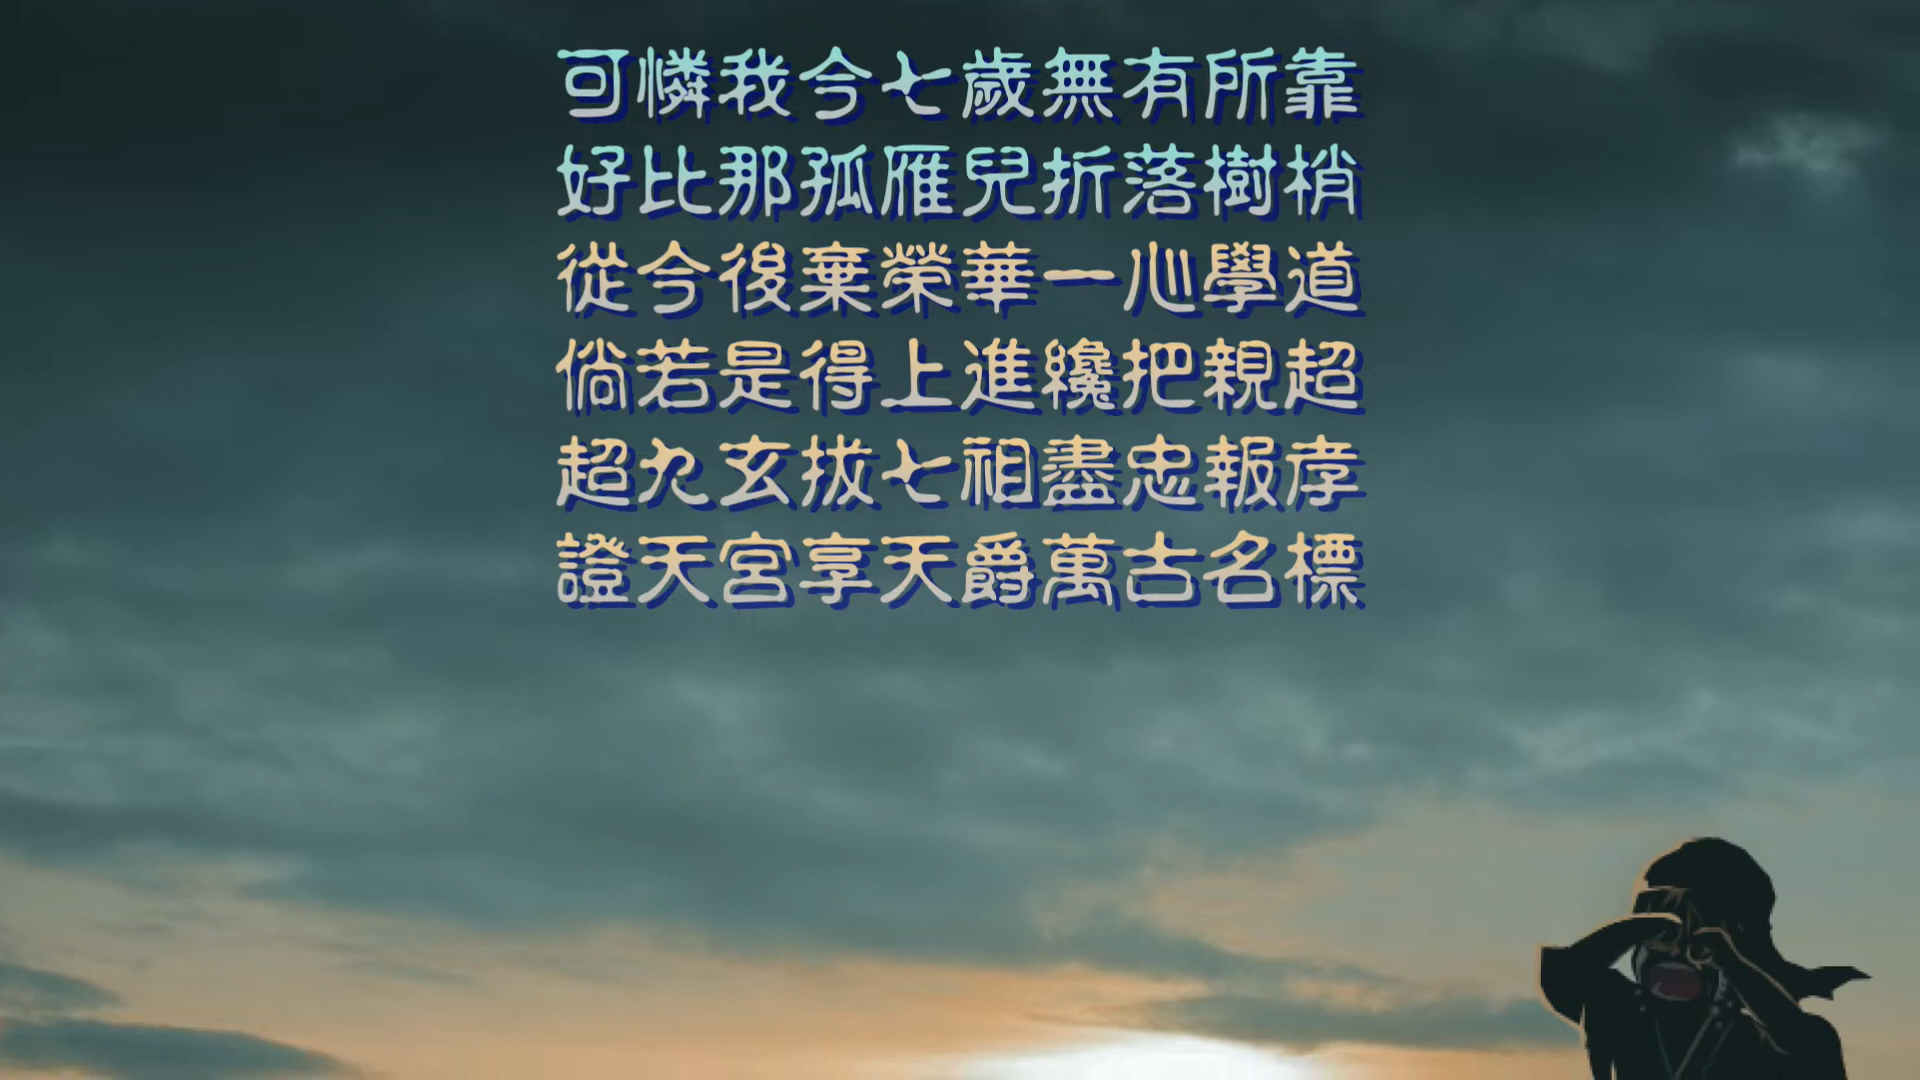 可憐我今七歲無有所靠
好比那孤雁兒折落樹梢
從今後棄榮華一心學道
倘若是得上進纔把親超
超九玄拔七祖盡忠報孝
證天宮享天爵萬古名標